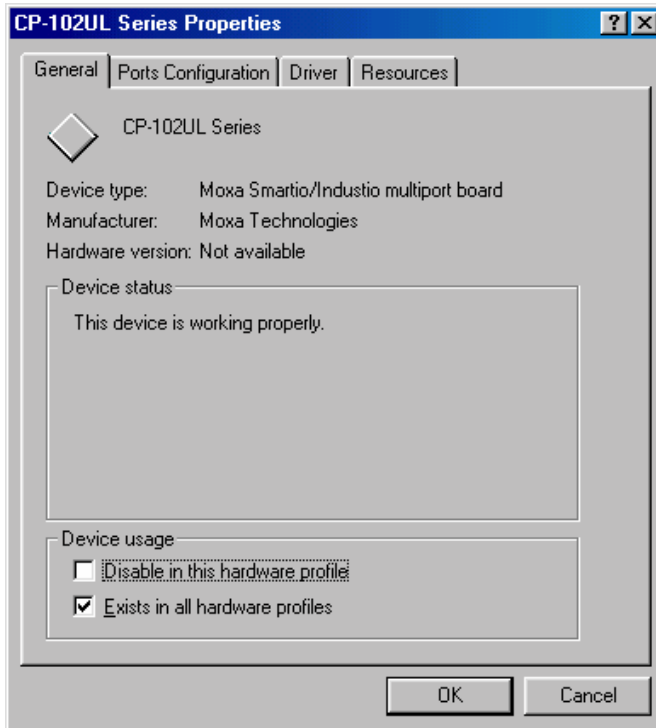 CP-102UL Series Properties
General Ports Configuration Driver Resources
CP-102UL Series
Device type: Moxa Smartio/Industio multiport board
Manufacturer: Moxa Technologies
Hardware version: Not available
Device status
This device is working properly.
Device usage
Disable in this hardware profile
Exists in all hardware profiles
OK Cancel